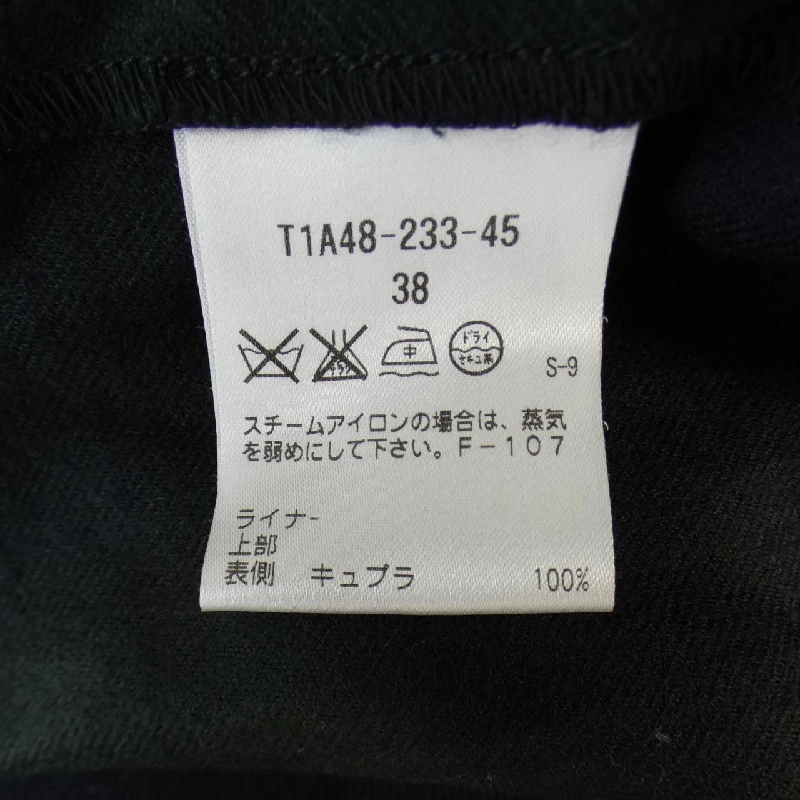 T1A48-233-45
38
中 ドライ セキユ系
S-9
スチームアイロンの場合は、蒸気
を弱めにして下さい。F-107
ライナー
上部
表側 キュプラ 100%